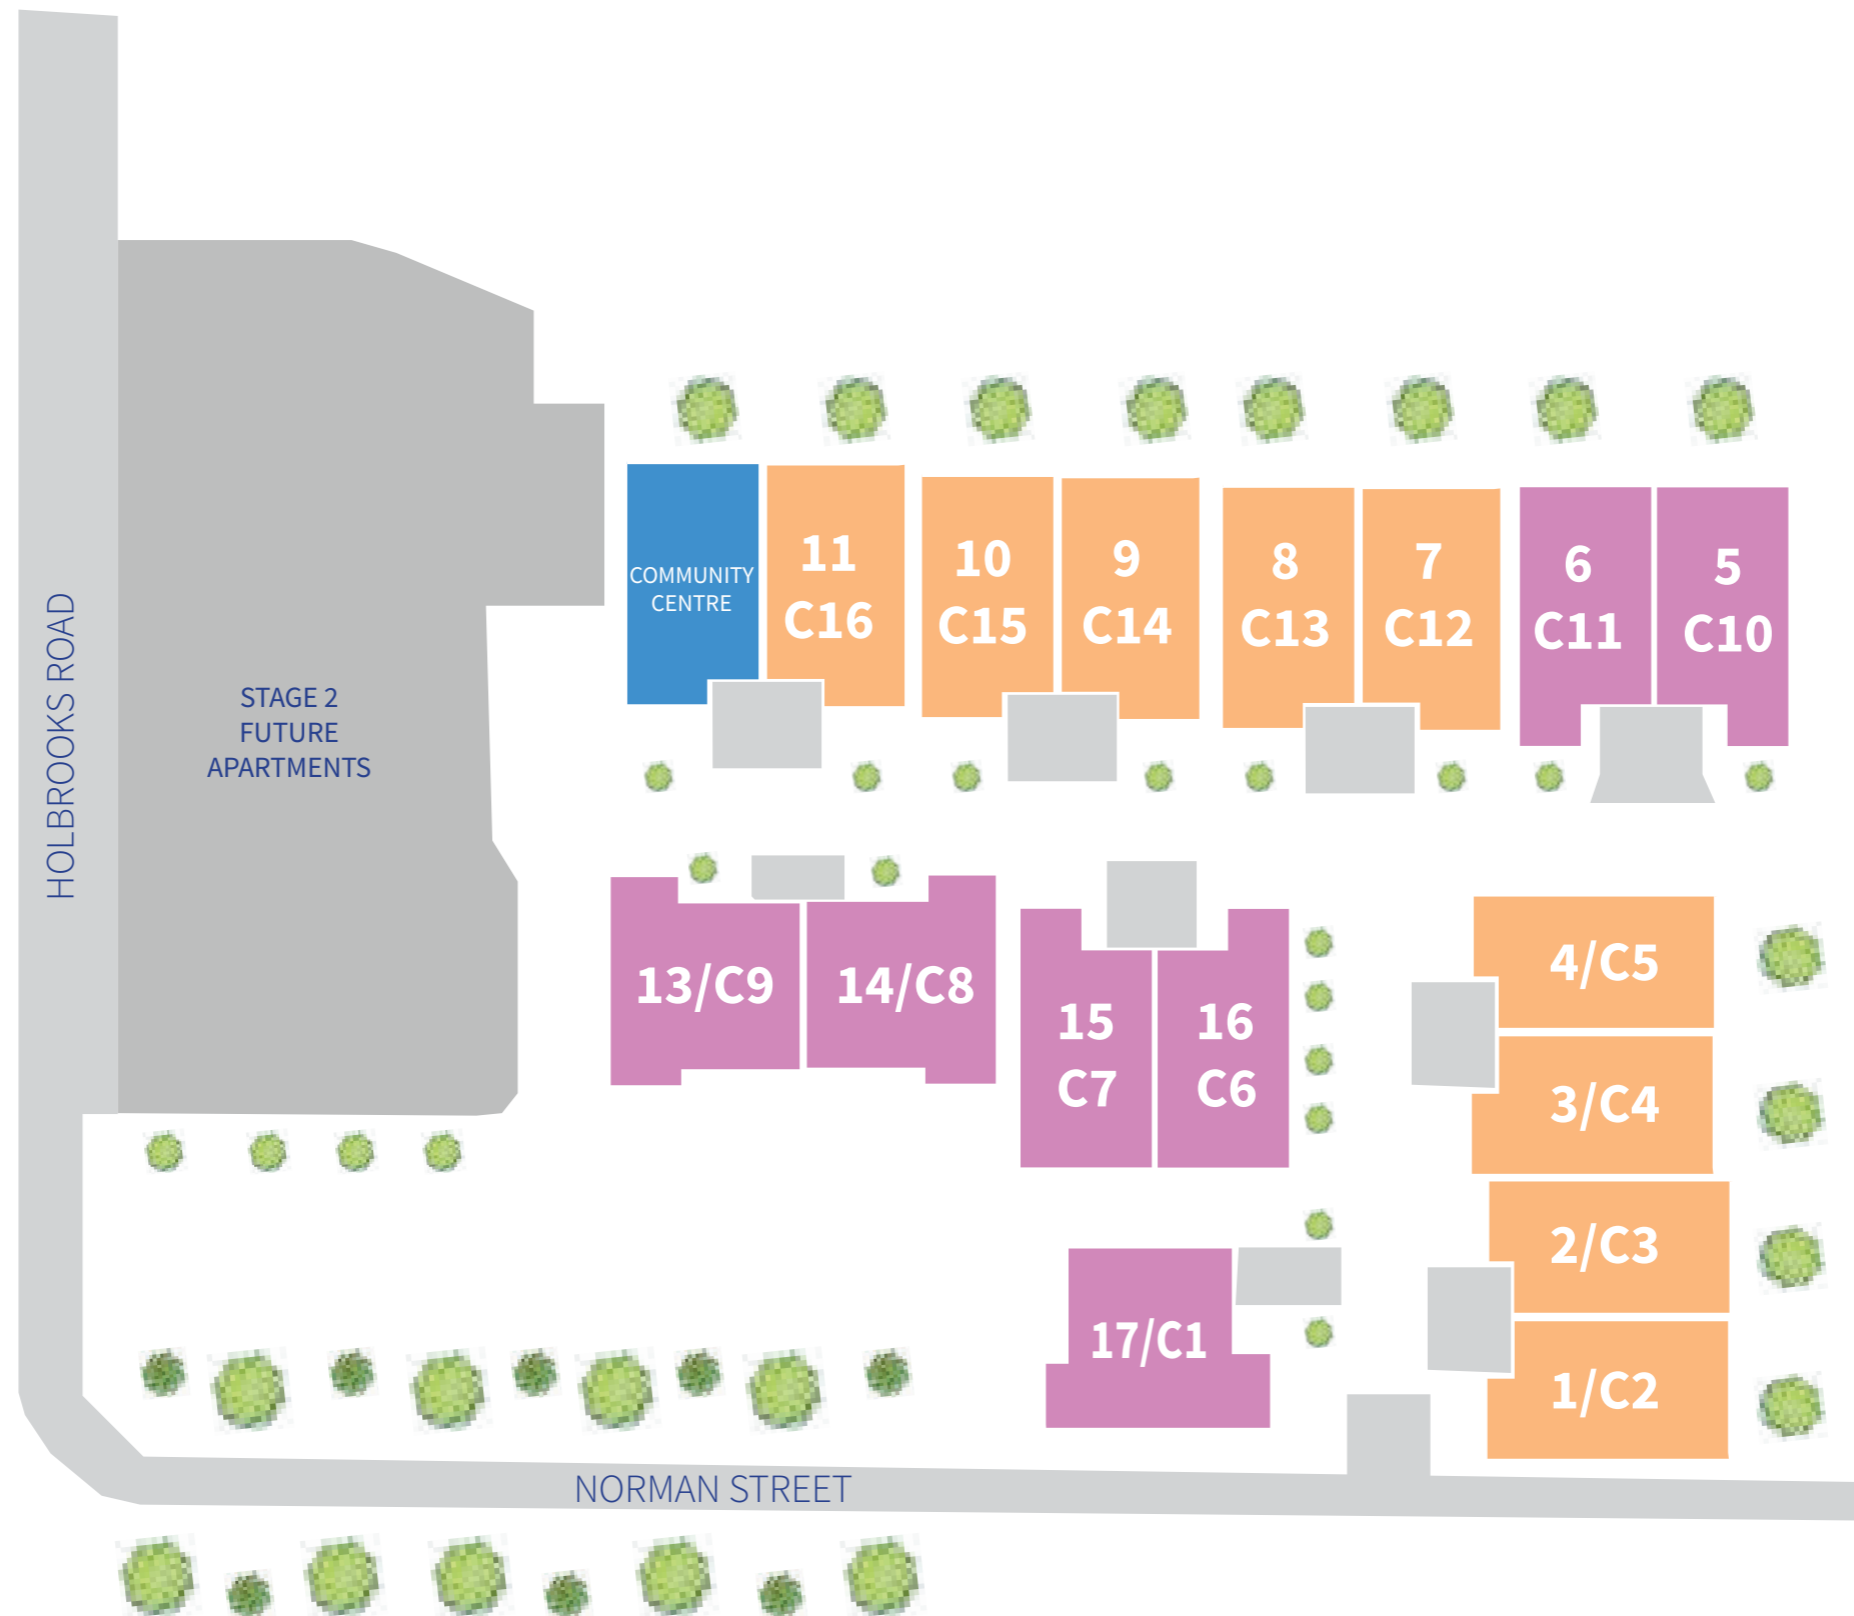 HOLBROOKS ROAD
STAGE 2
FUTURE
APARTMENTS
COMMUNITY
CENTRE
11
C16
10
C15
9
C14
8
C13
7
C12
6
C11
5
C10
13/C9
14/C8
15
C7
16
C6
4/C5
3/C4
2/C3
1/C2
17/C1
NORMAN STREET